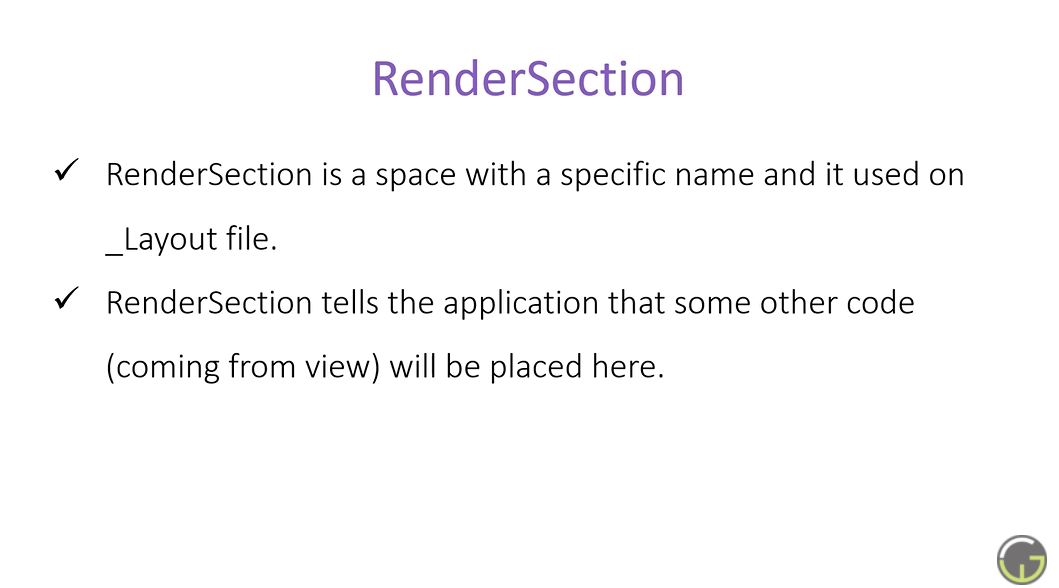 RenderSection
✓ RenderSection is a space with a specific name and it used on
_Layout file.
✓ RenderSection tells the application that some other code
(coming from view) will be placed here.